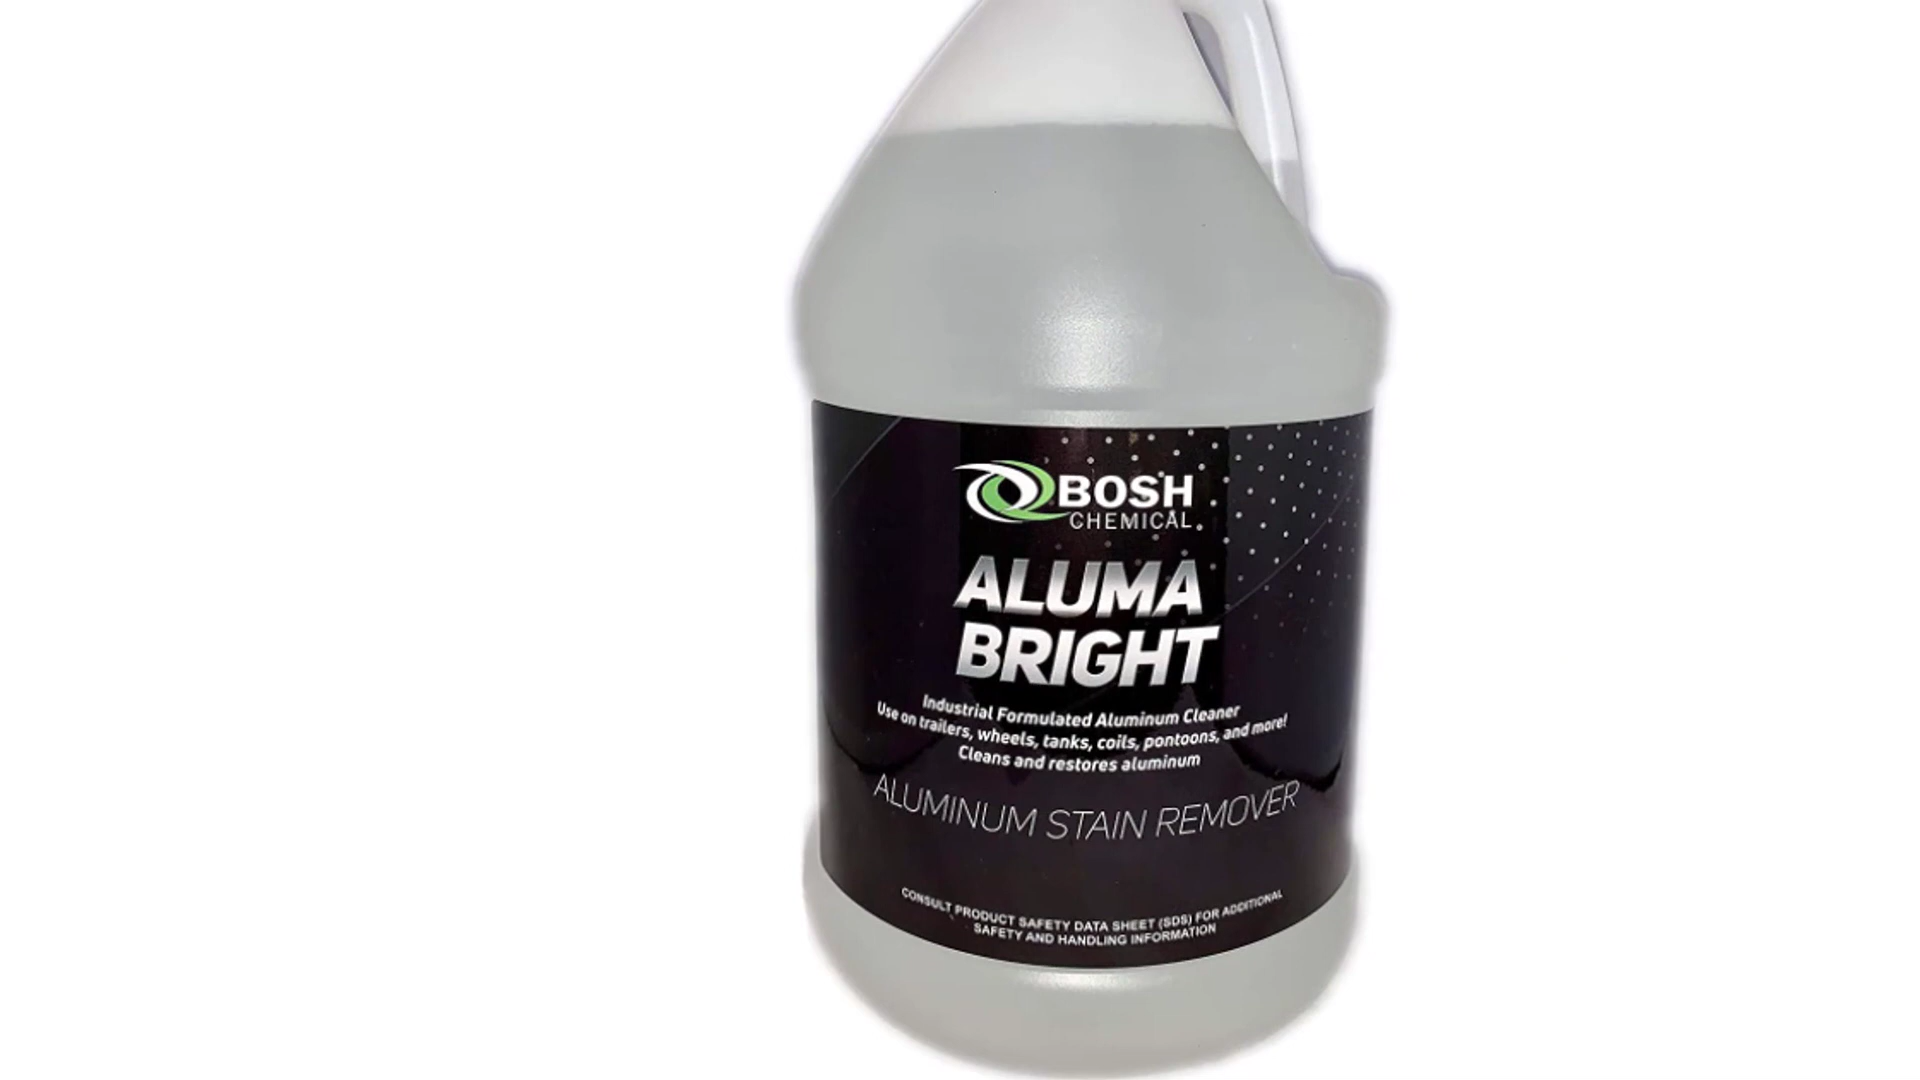 BOSH
CHEMICAL
ALUMA
BRIGHT
Industrial Formulated Aluminum Cleaner
Use on trailers, wheels, tanks, coils, pontoons, and more!
Cleans and restores aluminum
ALUMINUM STAIN REMOVER
CONSULT PRODUCT SAFETY DATA SHEET (SDS) FOR ADDITIONAL
SAFETY AND HANDLING INFORMATION